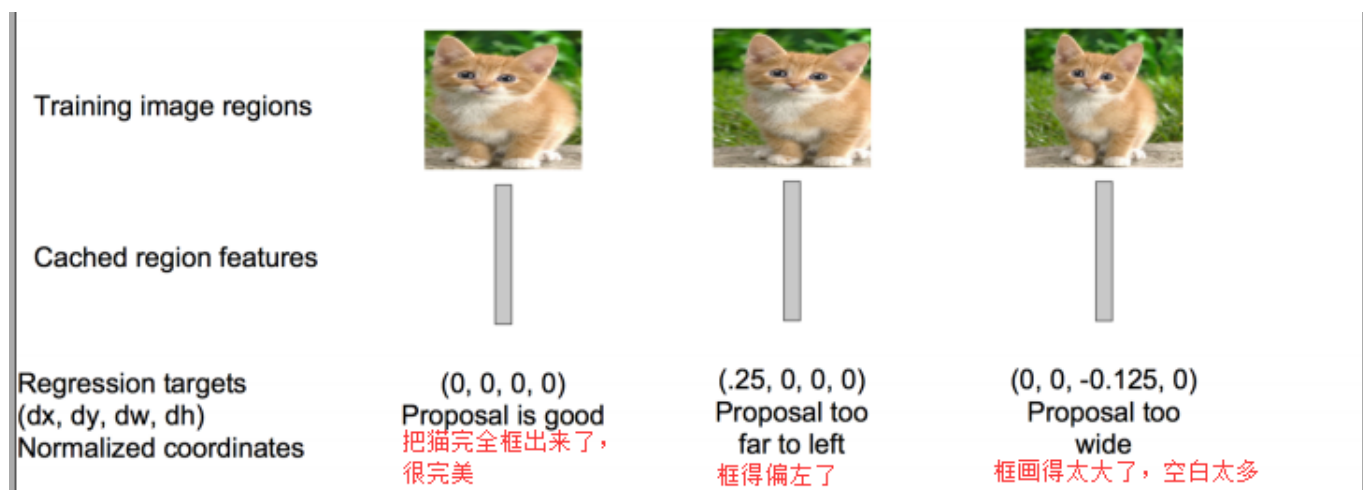 Training image regions
Cached region features
Regression targets
(dx, dy, dw, dh)
Normalized coordinates
(0, 0, 0, 0)
Proposal is good
把猫完全框出来了，
很完美
(.25, 0, 0, 0)
Proposal too
far to left
框得偏左了
(0, 0, -0.125, 0)
Proposal too
wide
框画得太大了，空白太多